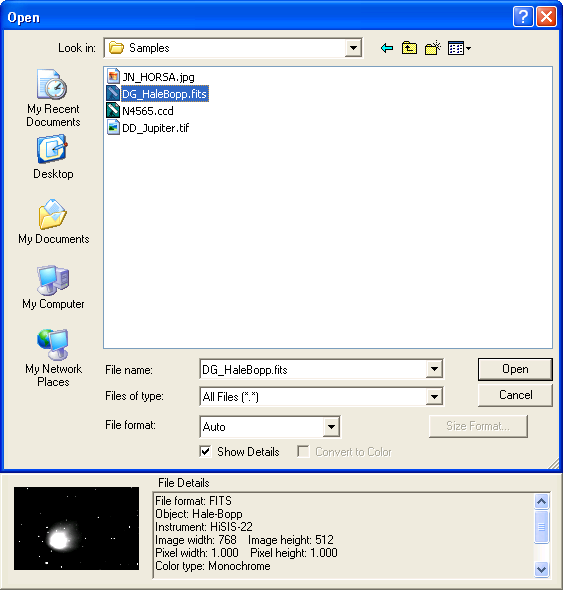 Open
Look in: Samples
JN_HORSA.jpg
DG_HaleBopp.fits
N4565.ccd
DD_Jupiter.tif
My Recent
Documents
Desktop
My Documents
My Computer
My Network
Places
File name: DG_HaleBopp.fits Open
Files of type: All Files (*.*) Cancel
File format: Auto Size Format...
Show Details Convert to Color
File Details
File format: FITS
Object: Hale-Bopp
Instrument: HiSIS-22
Image width: 768 Image height: 512
Pixel width: 1.000 Pixel height: 1.000
Color type: Monochrome